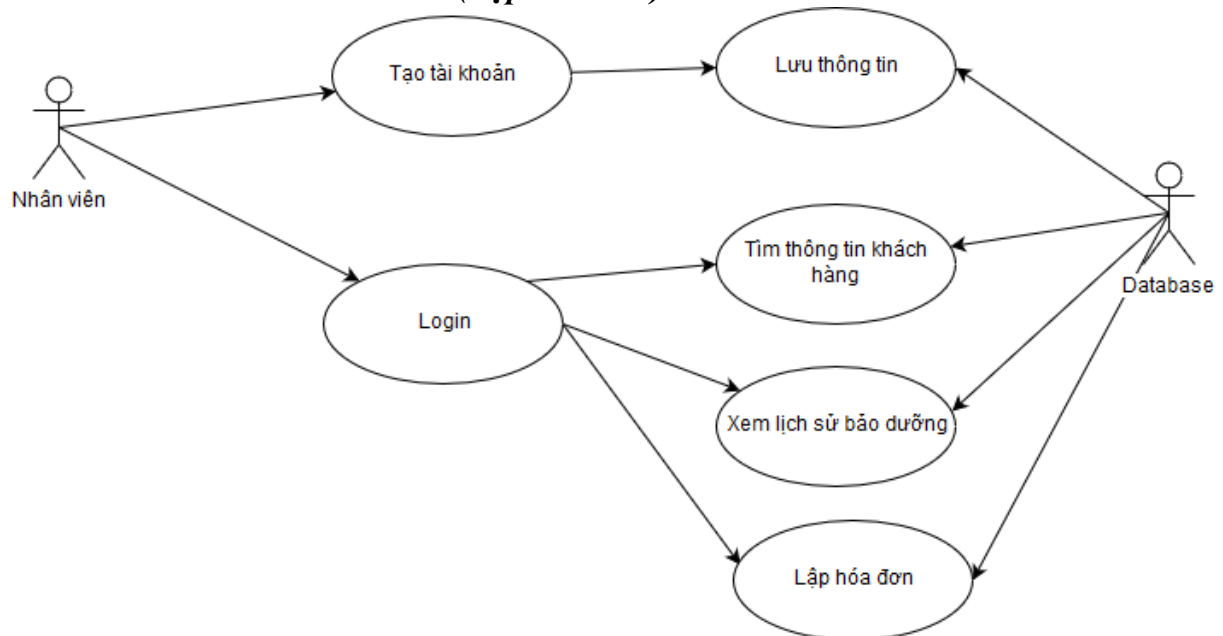 Tạo tài khoản
Lưu thông tin
Nhân viên
Tìm thông tin khách
hàng
Database
Login
Xem lịch sử bảo dưỡng
Lập hóa đơn